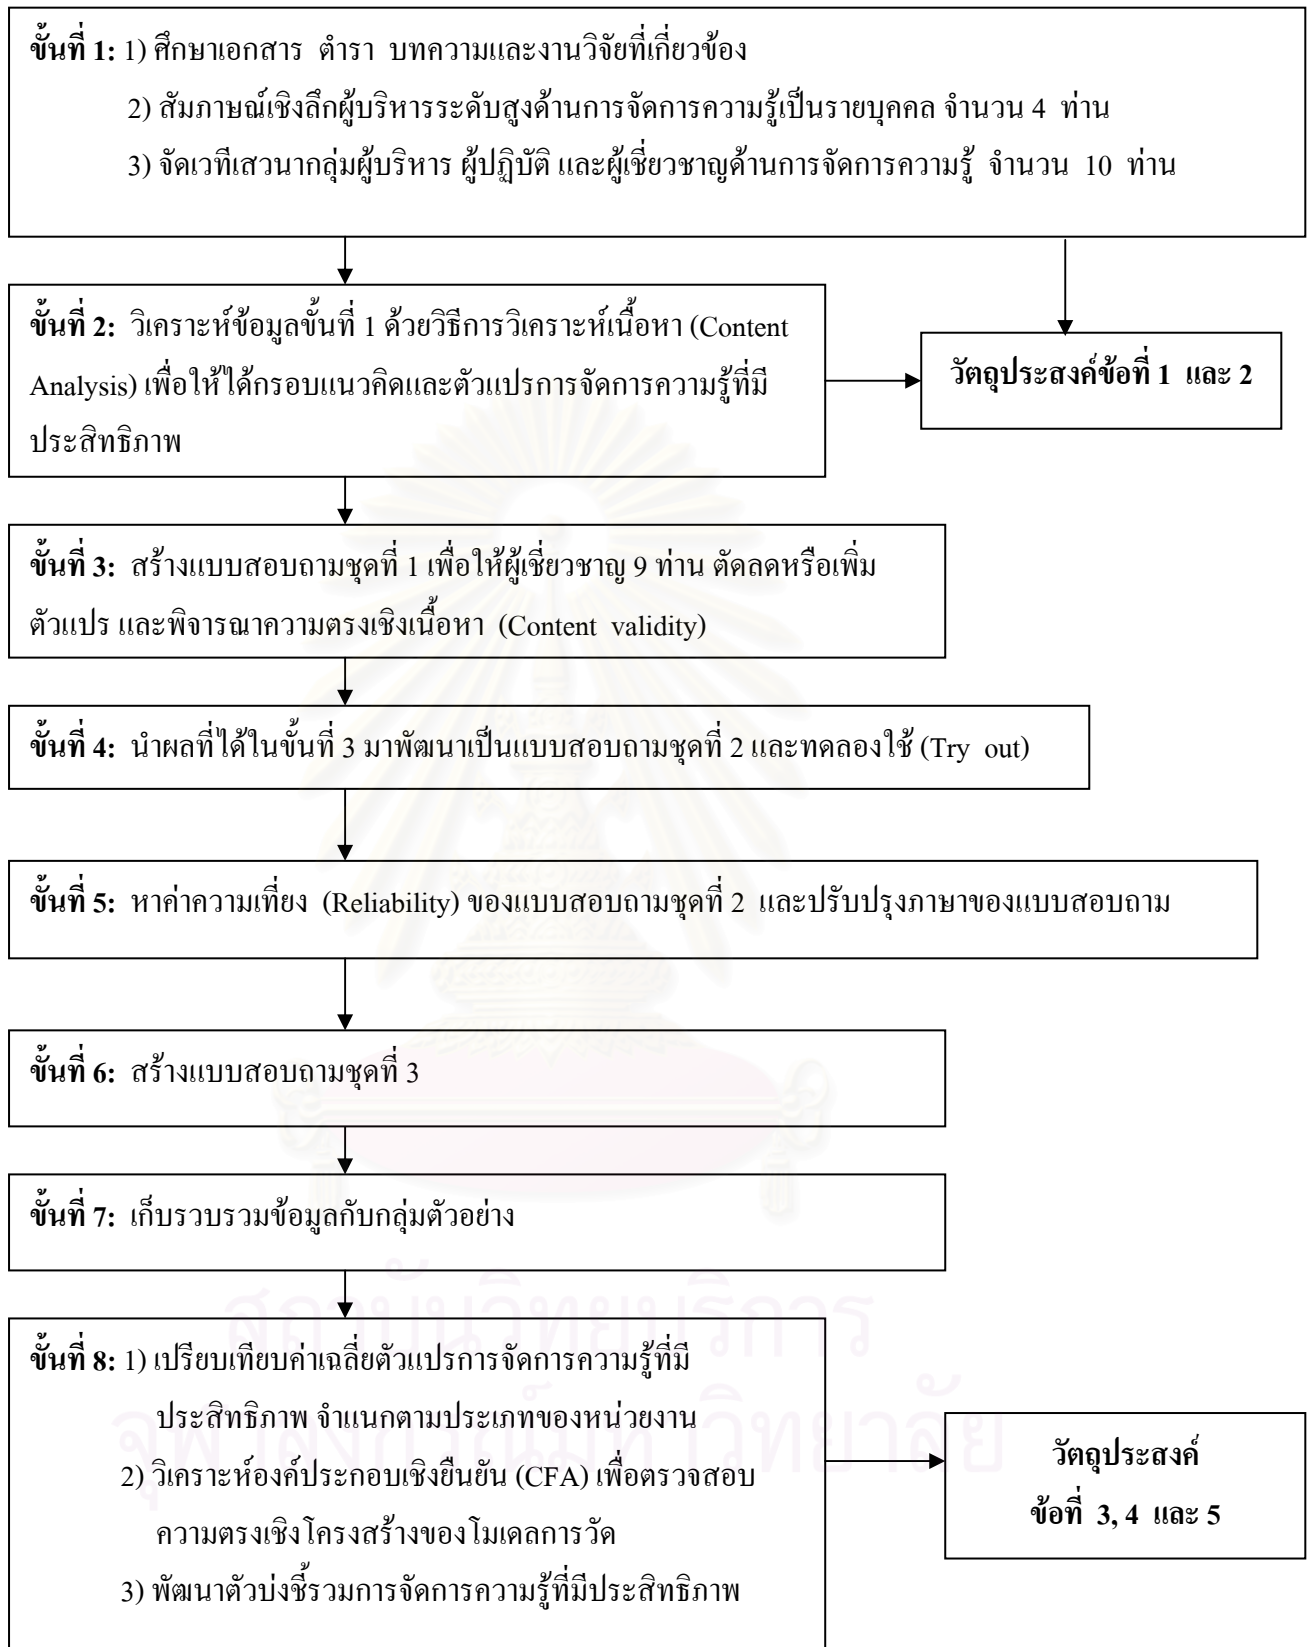 ขั้นที่ 1: 1) ศึกษาเอกสาร ตำรา บทความและงานวิจัยที่เกี่ยวข้อง
2) สัมภาษณ์เชิงลึกผู้บริหารระดับสูงด้านการจัดการความรู้เป็นรายบุคคล จำนวน 4 ท่าน
3) จัดเวทีเสวนากลุ่มผู้บริหาร ผู้ปฏิบัติ และผู้เชี่ยวชาญด้านการจัดการความรู้ จำนวน 10 ท่าน
ขั้นที่ 2: วิเคราะห์ข้อมูลขั้นที่ 1 ด้วยวิธีการวิเคราะห์เนื้อหา (Content
Analysis) เพื่อให้ได้กรอบแนวคิดและตัวแปรการจัดการความรู้ที่มี
ประสิทธิภาพ
วัตถุประสงค์ข้อที่ 1 และ 2
ขั้นที่ 3: สร้างแบบสอบถามชุดที่ 1 เพื่อให้ผู้เชี่ยวชาญ 9 ท่าน ตัดลดหรือเพิ่ม
ตัวแปร และพิจารณาความตรงเชิงเนื้อหา (Content validity)
ขั้นที่ 4: นำผลที่ได้ในขั้นที่ 3 มาพัฒนาเป็นแบบสอบถามชุดที่ 2 และทดลองใช้ (Try out)
ขั้นที่ 5: หาค่าความเที่ยง (Reliability) ของแบบสอบถามชุดที่ 2 และปรับปรุงภาษาของแบบสอบถาม
ขั้นที่ 6: สร้างแบบสอบถามชุดที่ 3
ขั้นที่ 7: เก็บรวบรวมข้อมูลกับกลุ่มตัวอย่าง
สถาบันวิทยบริการ
จุฬาลงกรณ์มหาวิทยาลัย
ขั้นที่ 8: 1) เปรียบเทียบค่าเฉลี่ยตัวแปรการจัดการความรู้ที่มี
ประสิทธิภาพ จำแนกตามประเภทของหน่วยงาน
2) วิเคราะห์องค์ประกอบเชิงยืนยัน (CFA) เพื่อตรวจสอบ
ความตรงเชิงโครงสร้างของโมเดลการวัด
3) พัฒนาตัวบ่งชี้รวมการจัดการความรู้ที่มีประสิทธิภาพ
วัตถุประสงค์
ข้อที่ 3, 4 และ 5